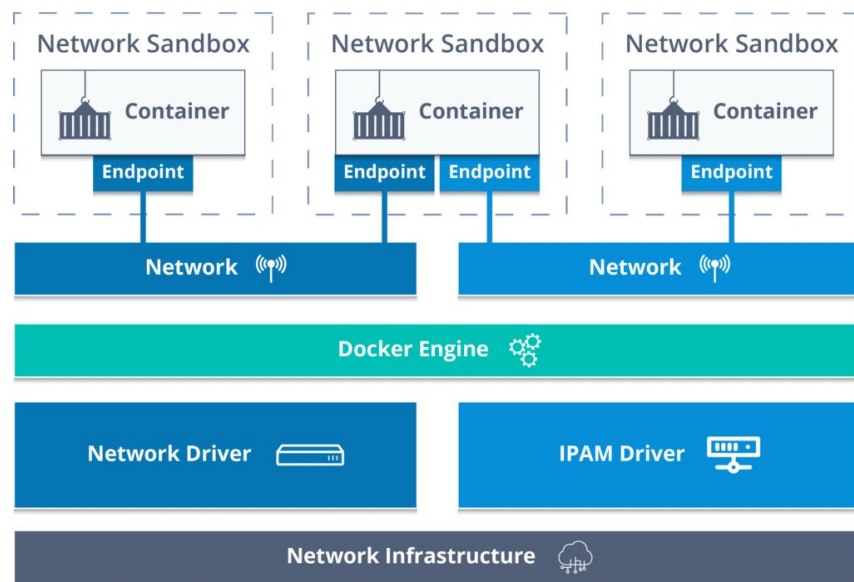 Network Sandbox
Network Sandbox
Network Sandbox
Container
Container
Container
Endpoint
Endpoint
Endpoint
Endpoint
Network
Network
Docker Engine
Network Driver
IPAM Driver
Network Infrastructure